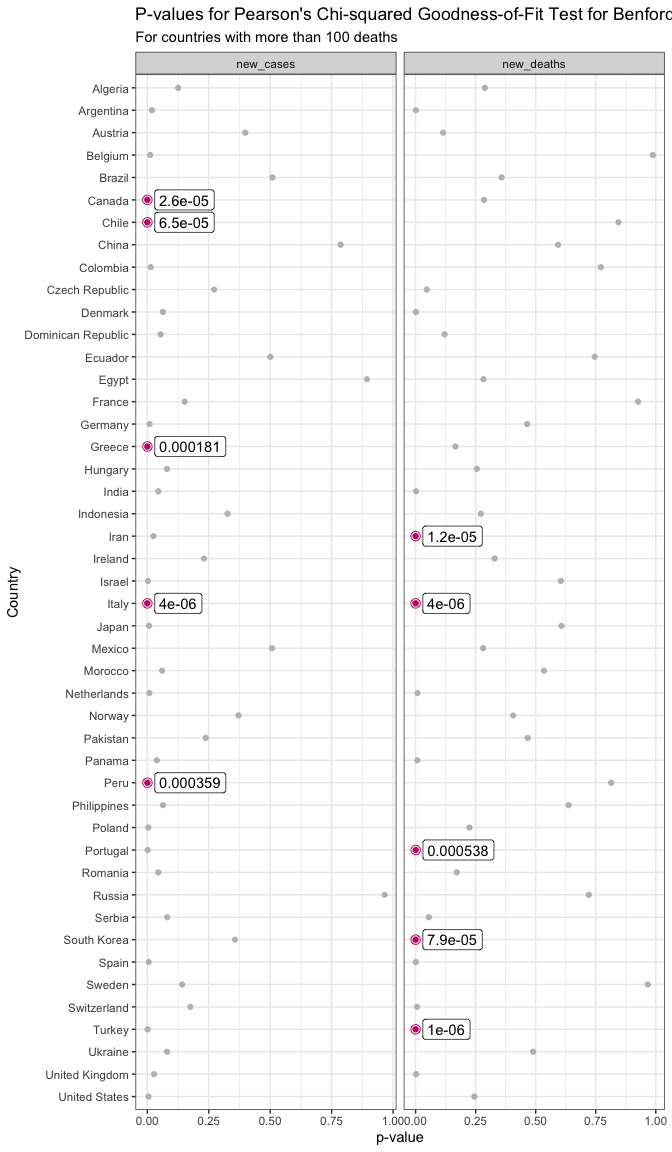 P-values for Pearson's Chi-squared Goodness-of-Fit Test for Benford
For countries with more than 100 deaths
new_cases new_deaths
Algeria
Argentina
Austria
Belgium
Brazil
Canada 2.6e-05
Chile 6.5e-05
China
Colombia
Czech Republic
Denmark
Dominican Republic
Ecuador
Egypt
France
Germany
Greece 0.000181
Hungary
India
Indonesia
Iran 1.2e-05
Ireland
Israel
Italy 4e-06 4e-06
Japan
Mexico
Morocco
Netherlands
Norway
Pakistan
Panama
Peru 0.000359
Philippines
Poland
Portugal 0.000538
Romania
Russia
Serbia
South Korea 7.9e-05
Spain
Sweden
Switzerland
Turkey 1e-06
Ukraine
United Kingdom
United States
Country
0.00 0.25 0.50 0.75 1.00 0.00 0.25 0.50 0.75 1.00
p-value